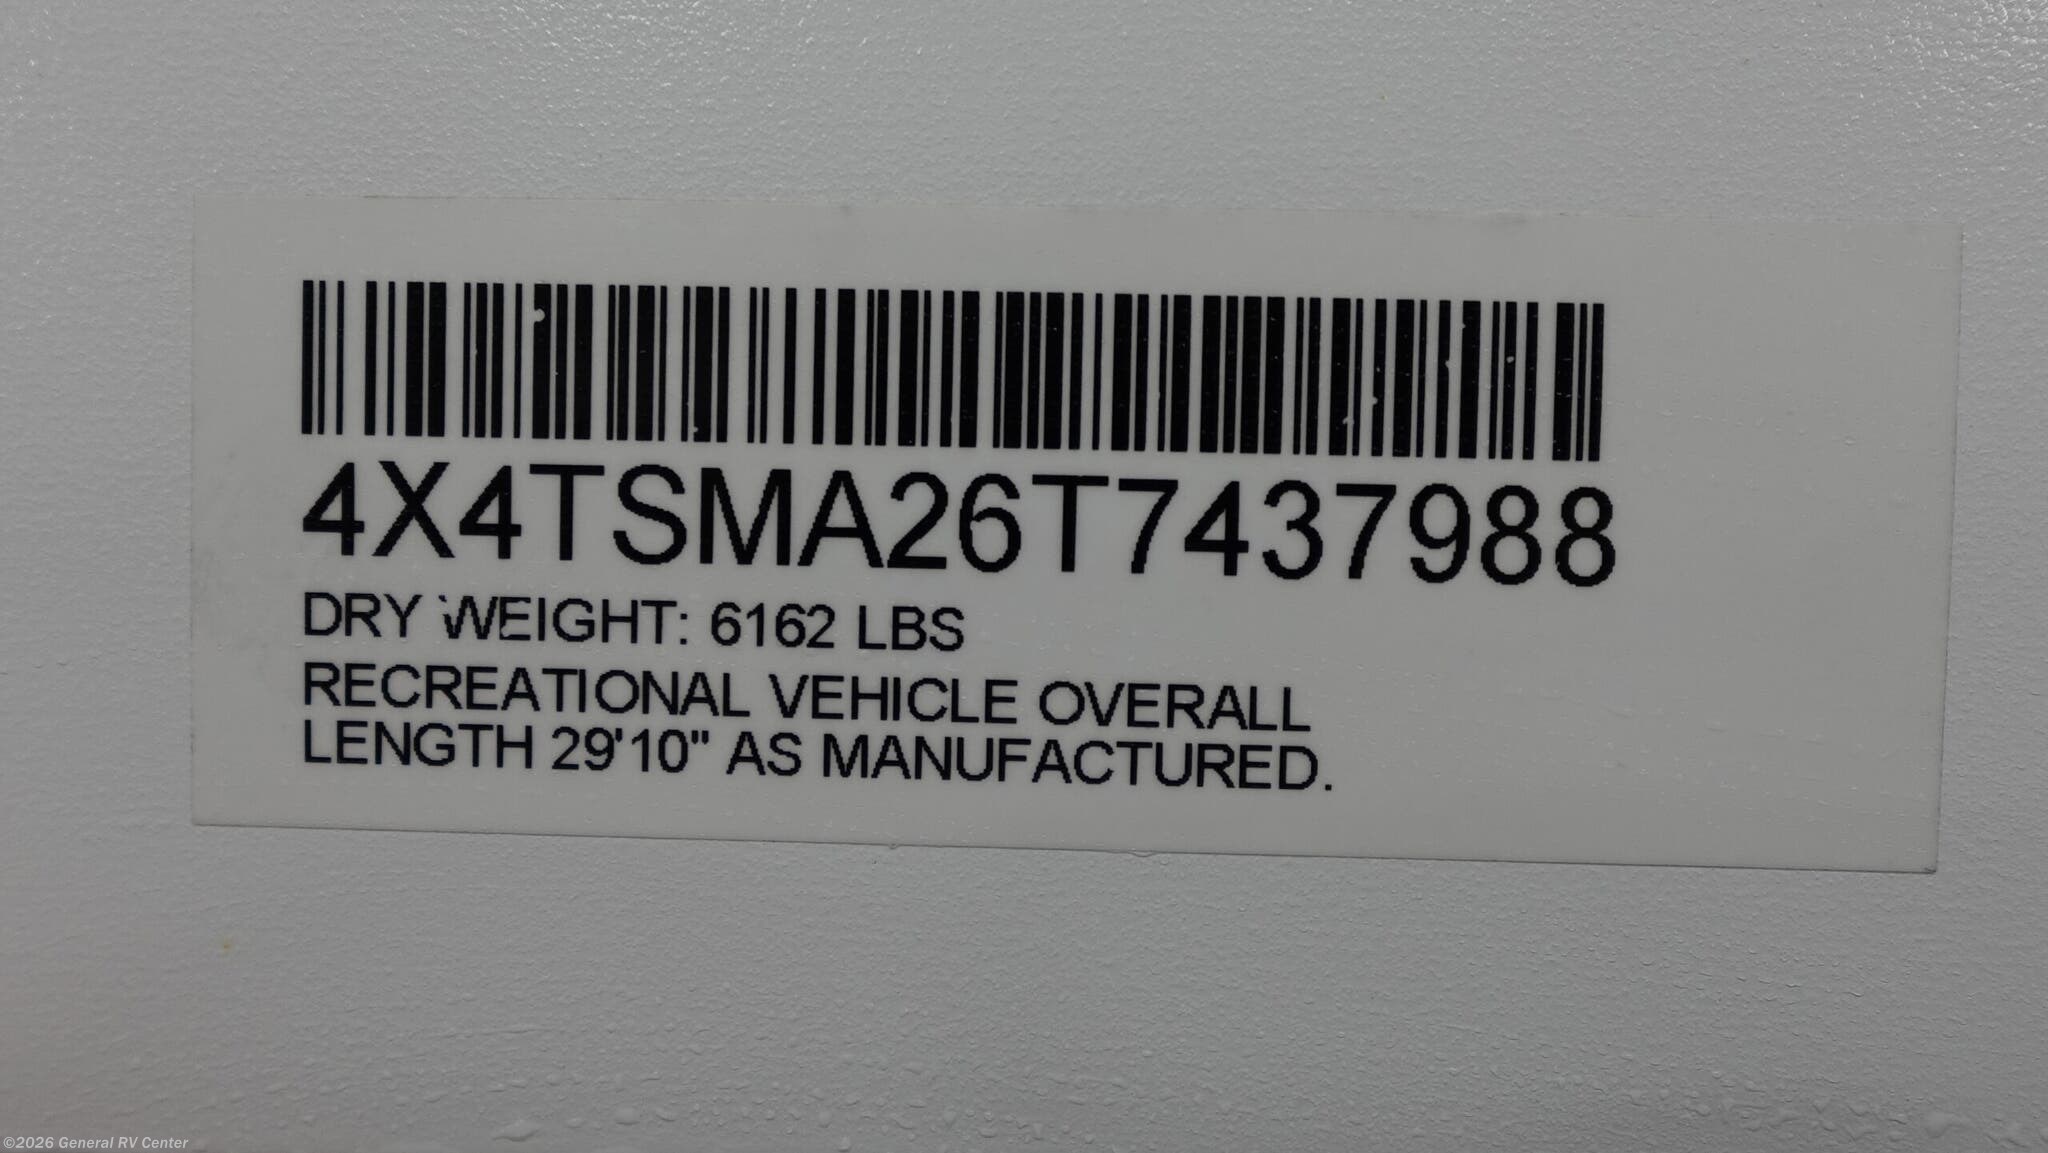 4X4TSMA26T7437988
DRY WEIGHT: 6162 LBS
RECREATIONAL VEHICLE OVERALL
LENGTH 29'10" AS MANUFACTURED.
©2026 General RV Center